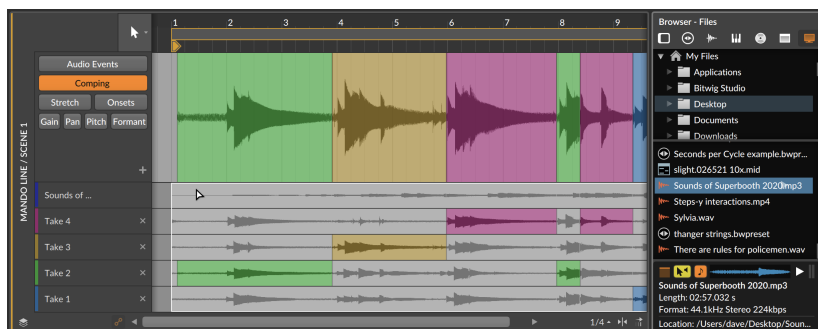 1 2 3 4 5 6 7 8 9
MANDO LINE / SCENE 1
Audio Events
Comping
Stretch Onsets
Gain Pan Pitch Formant
+
Sounds of ...
Take 4 ×
Take 3 ×
Take 2 ×
Take 1 ×
1/4
Browser - Files
My Files
Applications
Bitwig Studio
Desktop
Documents
Downloads
Seconds per Cycle example.bwpr...
slight.026521 10x.mid
Sounds of Superbooth 2020.mp3
Steps-y interactions.mp4
Sylvia.wav
thanger strings.bwpreset
There are rules for policemen.wav
Sounds of Superbooth 2020.mp3
Length: 02:57.032 s
Format: 44.1kHz Stereo 224kbps
Location: /Users/dave/Desktop/Soun...